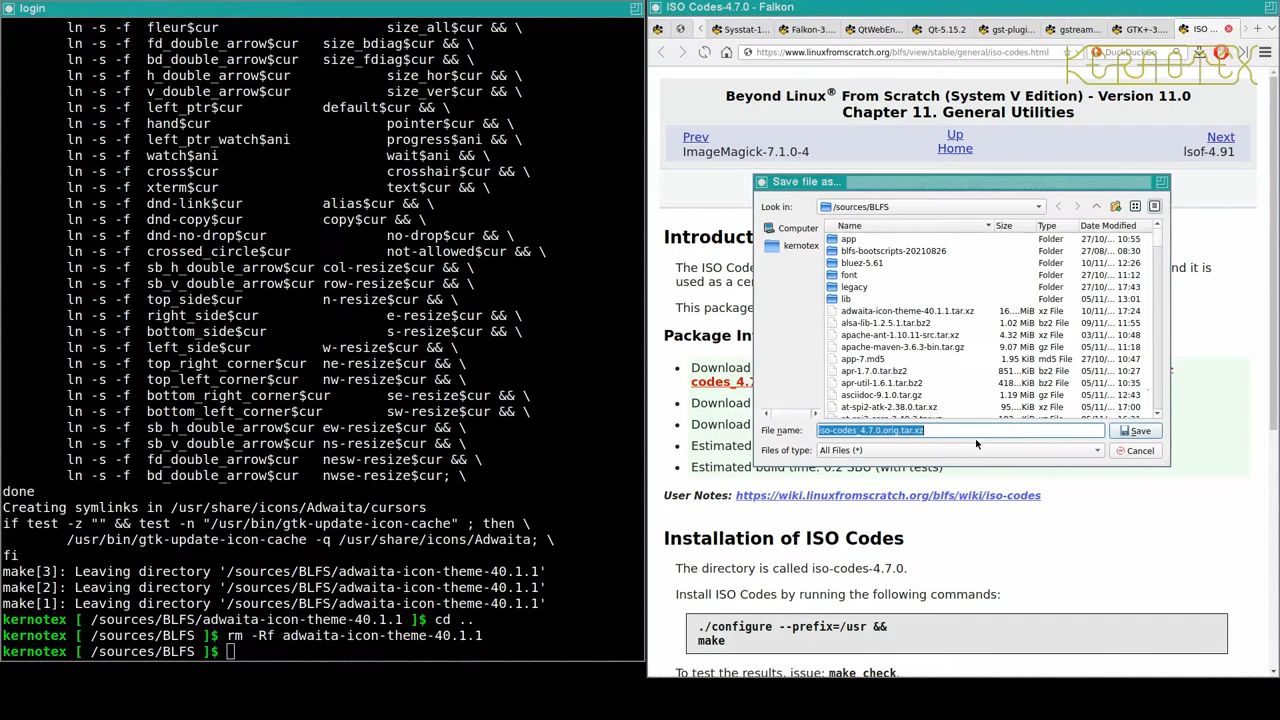 login
ln -s -f fleur$cur size_all$cur && \
ln -s -f fd_double_arrow$cur size_bdiag$cur && \
ln -s -f bd_double_arrow$cur size_fdiag$cur && \
ln -s -f h_double_arrow$cur size_hor$cur && \
ln -s -f v_double_arrow$cur size_ver$cur && \
ln -s -f left_ptr$cur default$cur && \
ln -s -f hand$cur pointer$cur && \
ln -s -f left_ptr_watch$ani progress$ani && \
ln -s -f watch$ani wait$ani && \
ln -s -f cross$cur crosshair$cur && \
ln -s -f xterm$cur text$cur && \
ln -s -f dnd-link$cur alias$cur && \
ln -s -f dnd-copy$cur copy$cur && \
ln -s -f dnd-no-drop$cur no-drop$cur && \
ln -s -f crossed_circle$cur not-allowed$cur && \
ln -s -f sb_h_double_arrow$cur col-resize$cur && \
ln -s -f sb_v_double_arrow$cur row-resize$cur && \
ln -s -f top_side$cur n-resize$cur && \
ln -s -f right_side$cur e-resize$cur && \
ln -s -f bottom_side$cur s-resize$cur && \
ln -s -f left_side$cur w-resize$cur && \
ln -s -f top_right_corner$cur ne-resize$cur && \
ln -s -f top_left_corner$cur nw-resize$cur && \
ln -s -f bottom_right_corner$cur se-resize$cur && \
ln -s -f bottom_left_corner$cur sw-resize$cur && \
ln -s -f sb_h_double_arrow$cur ew-resize$cur && \
ln -s -f sb_v_double_arrow$cur ns-resize$cur && \
ln -s -f fd_double_arrow$cur nesw-resize$cur && \
ln -s -f bd_double_arrow$cur nwse-resize$cur; \
done
Creating symlinks in /usr/share/icons/Adwaita/cursors
if test -z "" && test -n "/usr/bin/gtk-update-icon-cache" ; then \
/usr/bin/gtk-update-icon-cache -q /usr/share/icons/Adwaita; \
fi
make[3]: Leaving directory '/sources/BLFS/adwaita-icon-theme-40.1.1'
make[2]: Leaving directory '/sources/BLFS/adwaita-icon-theme-40.1.1'
make[1]: Leaving directory '/sources/BLFS/adwaita-icon-theme-40.1.1'
kernotex [ /sources/BLFS/adwaita-icon-theme-40.1.1 ]$ cd ..
kernotex [ /sources/BLFS ]$ rm -Rf adwaita-icon-theme-40.1.1
kernotex [ /sources/BLFS ]$
ISO Codes-4.7.0 - Falkon
Sysstat-1... Falkon-3.... QtWebEn... Qt-5.15.2 gst-plugi... gstream... GTK+-3.... ISO ...
https://www.linuxfromscratch.org/blfs/view/stable/general/iso-codes.html DuckDuckGo
KERNOTEX
Beyond Linux® From Scratch (System V Edition) - Version 11.0
Chapter 11. General Utilities
Prev Up Next
ImageMagick-7.1.0-4 Home lsof-4.91
Introduc
The ISO Code
nd it is
used as a cen
This package
Package In
Download
codes_4.7
Download
Download
Estimated
Estimated build time: 0.2 SBU (with tests)
Save file as...
Look in: /sources/BLFS
Computer
kernotex
Name Size Type Date Modified
app Folder 27/10/... 10:55
blfs-bootscripts-20210826 Folder 27/08/... 08:30
bluez-5.61 Folder 10/11/... 12:26
font Folder 27/10/... 11:12
legacy Folder 27/10/... 17:43
lib Folder 05/11/... 13:01
adwaita-icon-theme-40.1.1.tar.xz 16....MiB xz File 10/11/... 17:24
alsa-lib-1.2.5.1.tar.bz2 1.02 MiB bz2 File 09/11/... 11:55
apache-ant-1.10.11-src.tar.xz 4.32 MiB xz File 03/11/... 10:48
apache-maven-3.6.3-bin.tar.gz 9.07 MiB gz File 05/11/... 11:18
app-7.md5 1.95 KiB md5 File 27/10/... 10:47
apr-1.7.0.tar.bz2 851...KiB bz2 File 05/11/... 10:27
apr-util-1.6.1.tar.bz2 418...KiB bz2 File 05/11/... 10:35
asciidoc-9.1.0.tar.gz 1.19 MiB gz File 05/11/... 12:43
at-spi2-atk-2.38.0.tar.xz 95....KiB xz File 05/11/... 17:00
File name: iso-codes_4.7.0.orig.tar.xz Save
Files of type: All Files (*) Cancel
User Notes: https://wiki.linuxfromscratch.org/blfs/wiki/iso-codes
Installation of ISO Codes
The directory is called iso-codes-4.7.0.
Install ISO Codes by running the following commands:
./configure --prefix=/usr &&
make
To test the results, issue: make check.